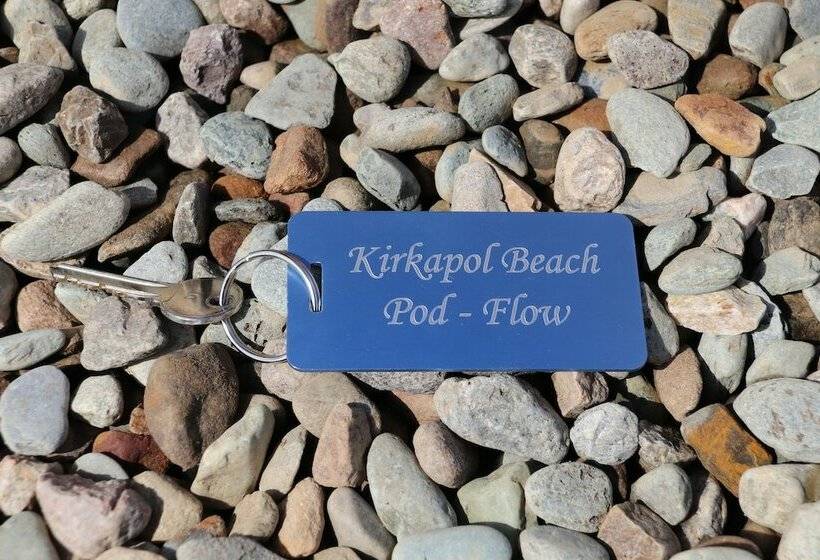 Kirkapol Beach
Pod - Flow